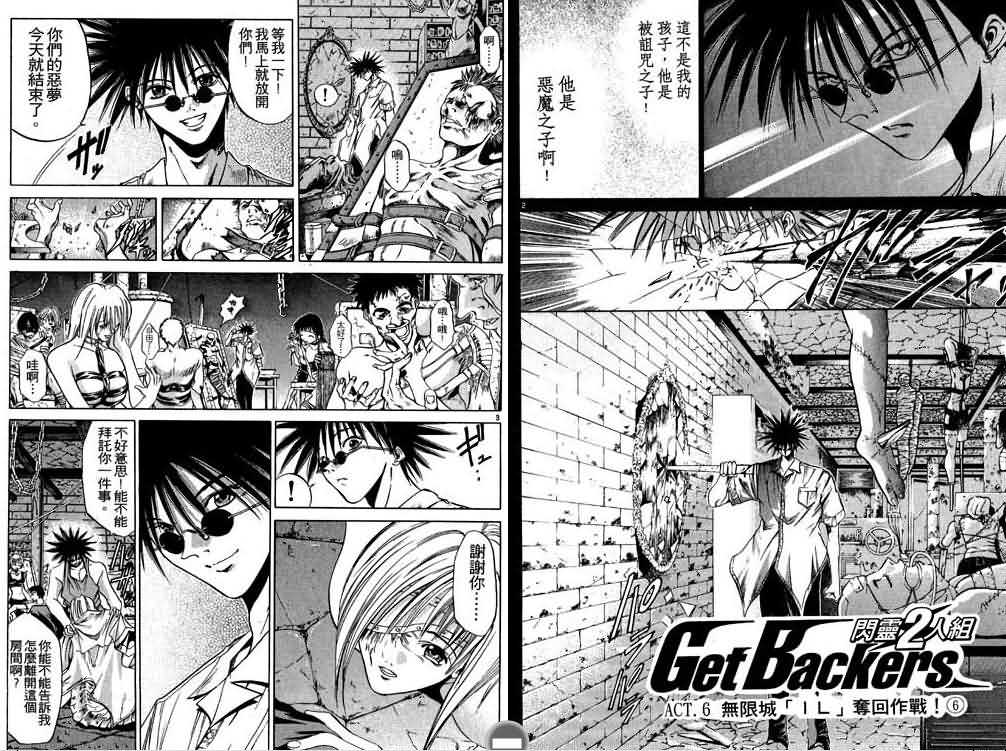 這不是我的
孩子，他是
被詛咒之子！
他是
惡魔之子啊！
2
閃靈2人組
GetBackers
ACT.6 無限城「IL」奪回作戰！⑥
啊…
！
嗚…
等我一下！
我馬上就放開
你們！
你們的惡夢
今天就結束了。
哦…哦
太好了…
哇啊…
3
！
謝謝你……
不好意思！能不能
拜託你一件事。
你能不能告訴我
怎麼離開這個
房間啊？